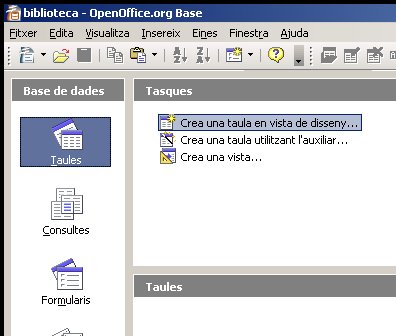 biblioteca - OpenOffice.org Base
Fitxer Edita Visualitza Insereix Eines Finestra Ajuda
Base de dades
Tasques
Taules
Consultes
Formularis
Crea una taula en vista de disseny...
Crea una taula utilitzant l'auxiliar...
Crea una vista...
Taules